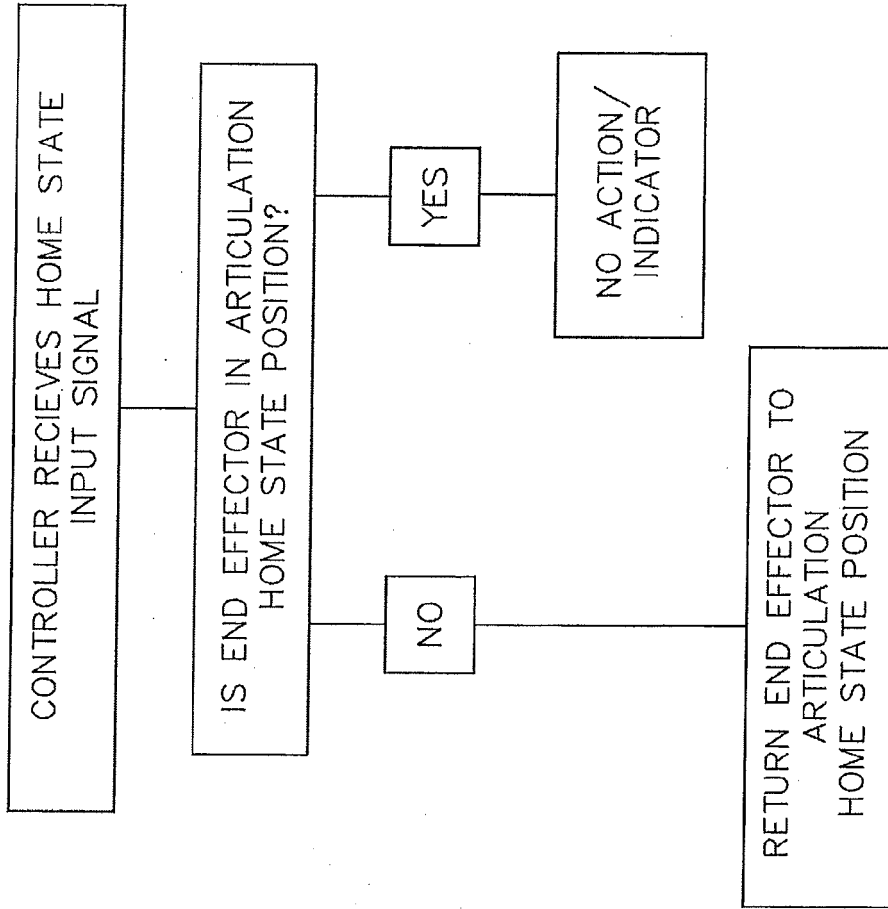 CONTROLLER RECIEVES HOME STATE
INPUT SIGNAL
IS END EFFECTOR IN ARTICULATION
HOME STATE POSITION?
NO
YES
NO ACTION/
INDICATOR
RETURN END EFFECTOR TO
ARTICULATION
HOME STATE POSITION